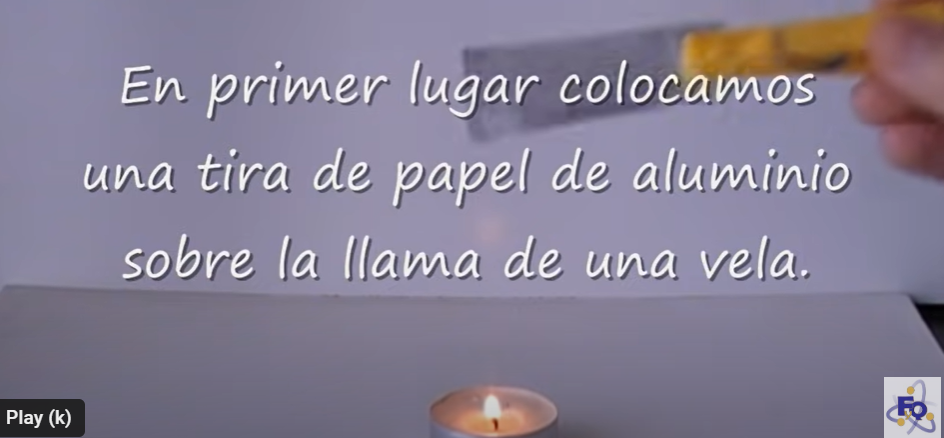 En primer lugar colocamos
una tira de papel de aluminio
sobre la llama de una vela.
Play (k)
FQ